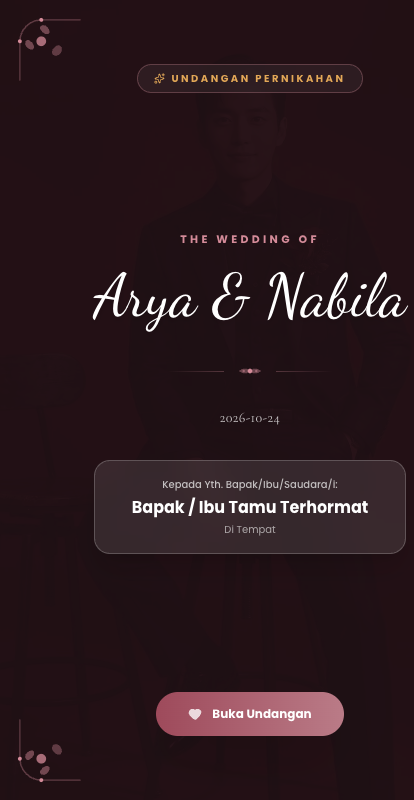 UNDANGAN PERNIKAHAN
THE WEDDING OF
Arya & Nabila
2026-10-24
Kepada Yth. Bapak/Ibu/Saudara/i:
Bapak / Ibu Tamu Terhormat
Di Tempat
Buka Undangan